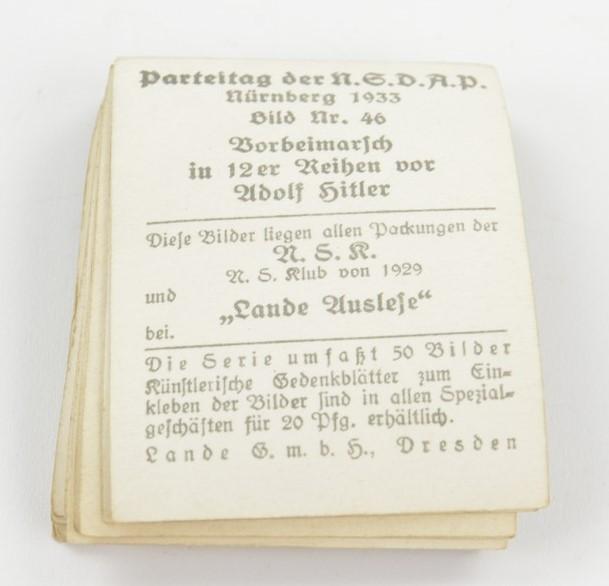 Parteitag der N.S.D.A.P.
Nürnberg 1933
Bild Nr. 46
Vorbeimarsch
in 12er Reihen vor
Adolf Hitler
Diese Bilder liegen allen Packungen der
N. S. K.
N. S. Klub von 1929
und „Lande Auslese“
bei.
Die Serie umfaßt 50 Bilder
Künstlerische Gedenkblätter zum Ein-
kleben der Bilder sind in allen Spezial-
geschäften für 20 Pfg. erhältlich.
Lande G. m. b. H., Dresden